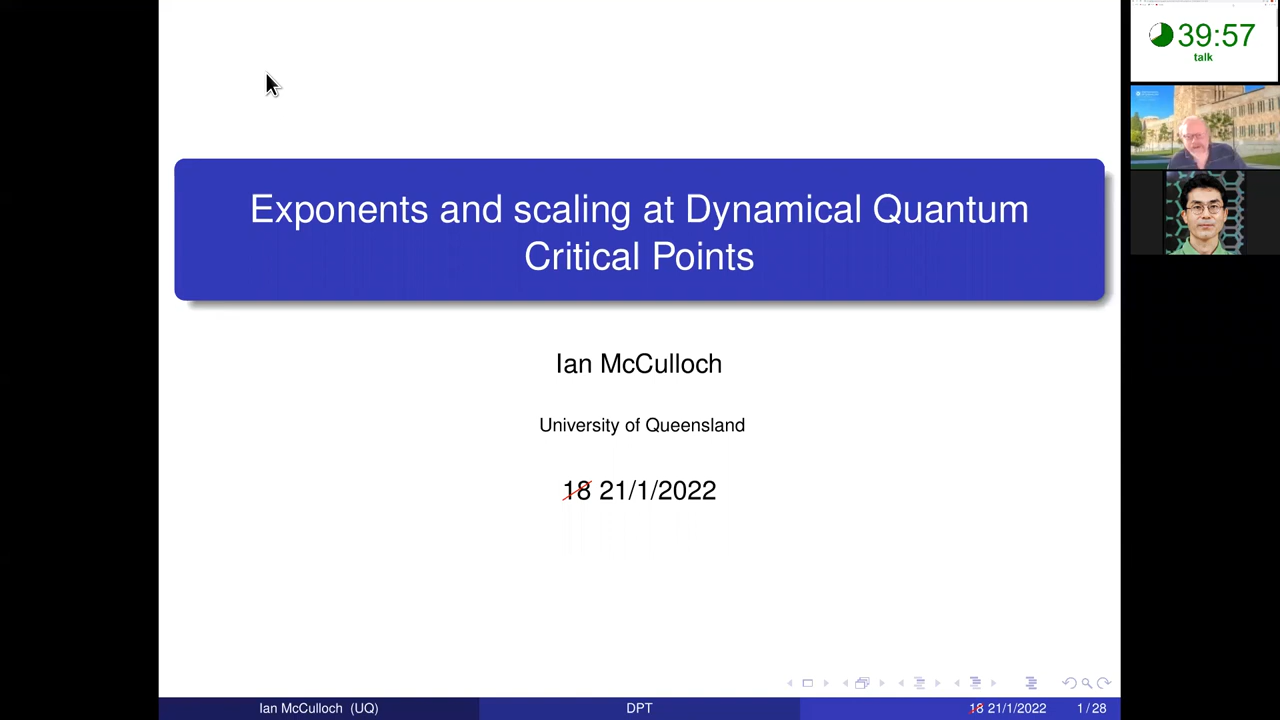 39:57
talk
Exponents and scaling at Dynamical Quantum
Critical Points
Ian McCulloch
University of Queensland
18 21/1/2022
Ian McCulloch (UQ)
DPT
18 21/1/2022
1 / 28